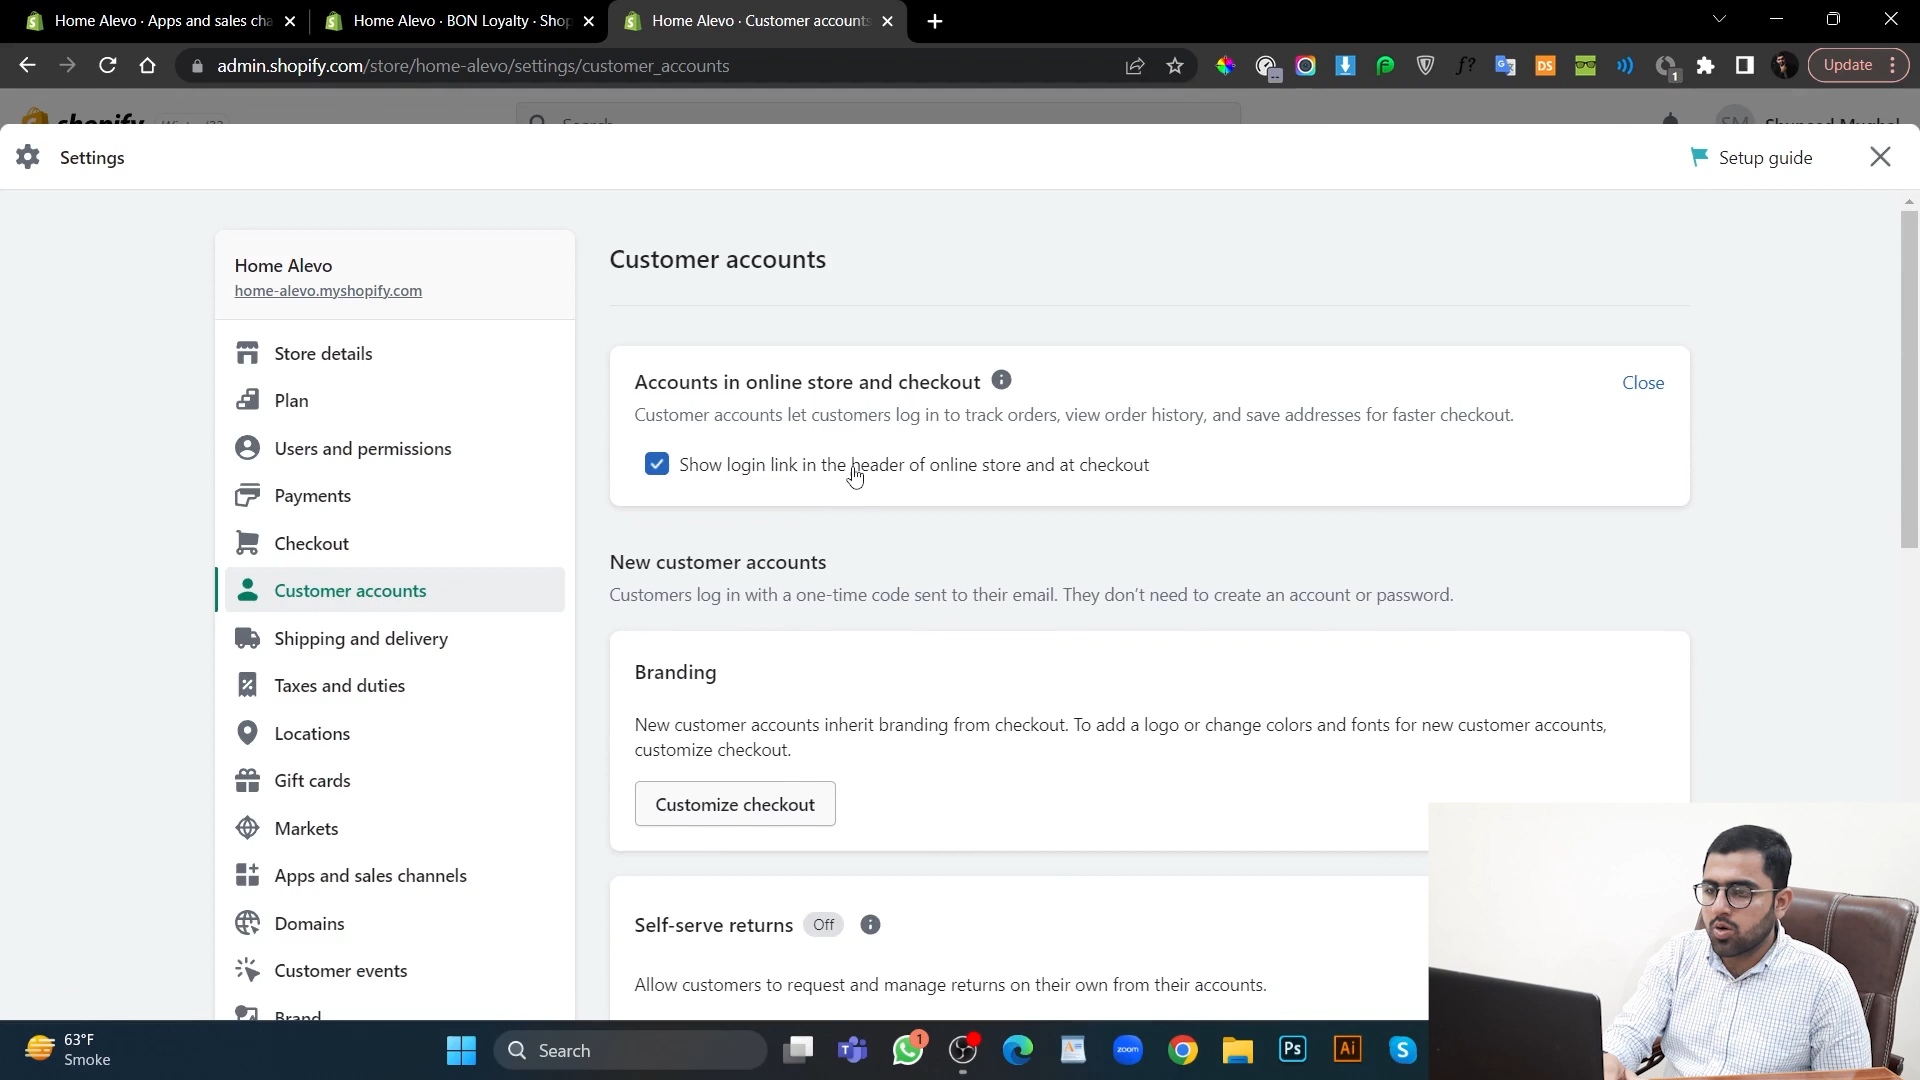 Home Alevo · Apps and sales cha
Home Alevo · BON Loyalty · Shop
Home Alevo · Customer accounts
admin.shopify.com/store/home-alevo/settings/customer_accounts
Update
Settings
Setup guide
Home Alevo
home-alevo.myshopify.com
Store details
Plan
Users and permissions
Payments
Checkout
Customer accounts
Shipping and delivery
Taxes and duties
Locations
Gift cards
Markets
Apps and sales channels
Domains
Customer events
Brand
Customer accounts
Accounts in online store and checkout
Close
Customer accounts let customers log in to track orders, view order history, and save addresses for faster checkout.
Show login link in the header of online store and at checkout
New customer accounts
Customers log in with a one-time code sent to their email. They don't need to create an account or password.
Branding
New customer accounts inherit branding from checkout. To add a logo or change colors and fonts for new customer accounts,
customize checkout.
Customize checkout
Self-serve returns Off
Allow customers to request and manage returns on their own from their accounts.
63°F
Smoke
Search
1
zoom
Ps
Ai